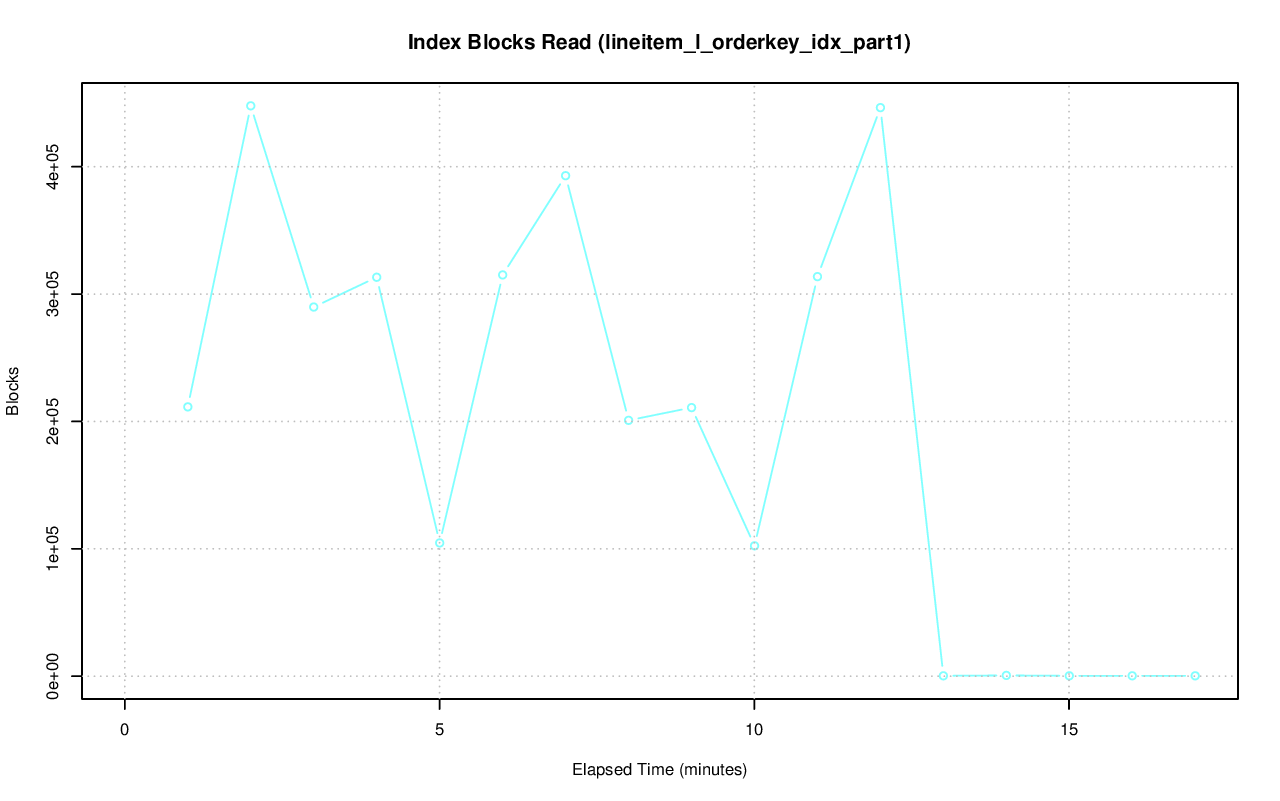 Index Blocks Read (lineitem_l_orderkey_idx_part1)
Blocks
4e+05
3e+05
2e+05
1e+05
0e+00
0 5 10 15
Elapsed Time (minutes)